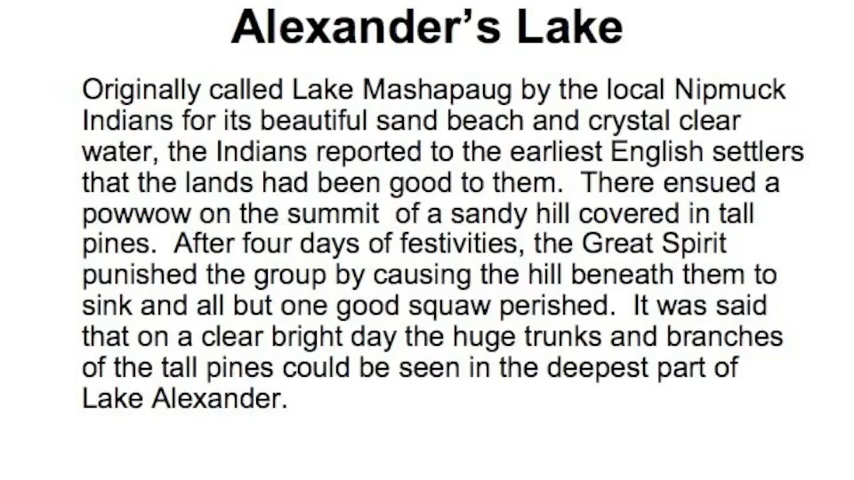 Alexander’s Lake
Originally called Lake Mashapaug by the local Nipmuck
Indians for its beautiful sand beach and crystal clear
water, the Indians reported to the earliest English settlers
that the lands had been good to them.  There ensued a
powwow on the summit  of a sandy hill covered in tall
pines.  After four days of festivities, the Great Spirit
punished the group by causing the hill beneath them to
sink and all but one good squaw perished.  It was said
that on a clear bright day the huge trunks and branches
of the tall pines could be seen in the deepest part of
Lake Alexander.